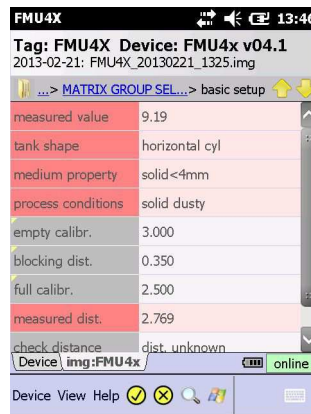 FMU4X 13:46
Tag: FMU4X Device: FMU4x v04.1
2013-02-21: FMU4X_20130221_1325.img
...> MATRIX GROUP SEL...> basic setup
measured value 9.19
tank shape horizontal cyl
medium property solid<4mm
process conditions solid dusty
empty calibr. 3.000
blocking dist. 0.350
full calibr. 2.500
measured dist. 2.769
check distance dist. unknown
Device img:FMU4x online
Device View Help